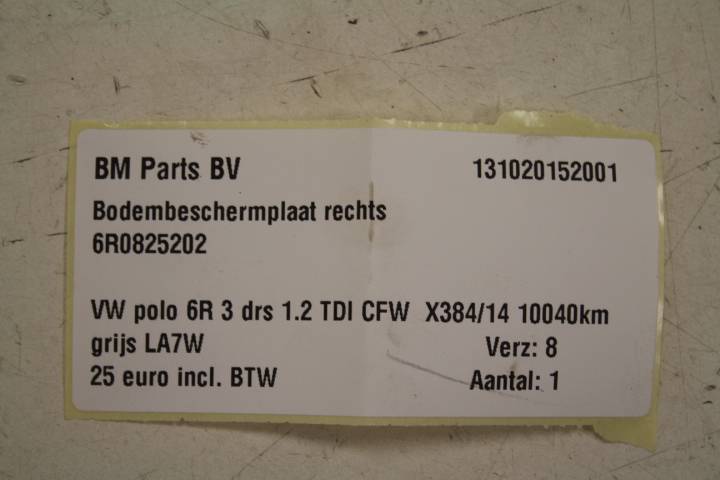 BM Parts BV 131020152001
Bodembeschermplaat rechts
6R0825202
VW polo 6R 3 drs 1.2 TDI CFW X384/14 10040km
grijs LA7W Verz: 8
25 euro incl. BTW Aantal: 1